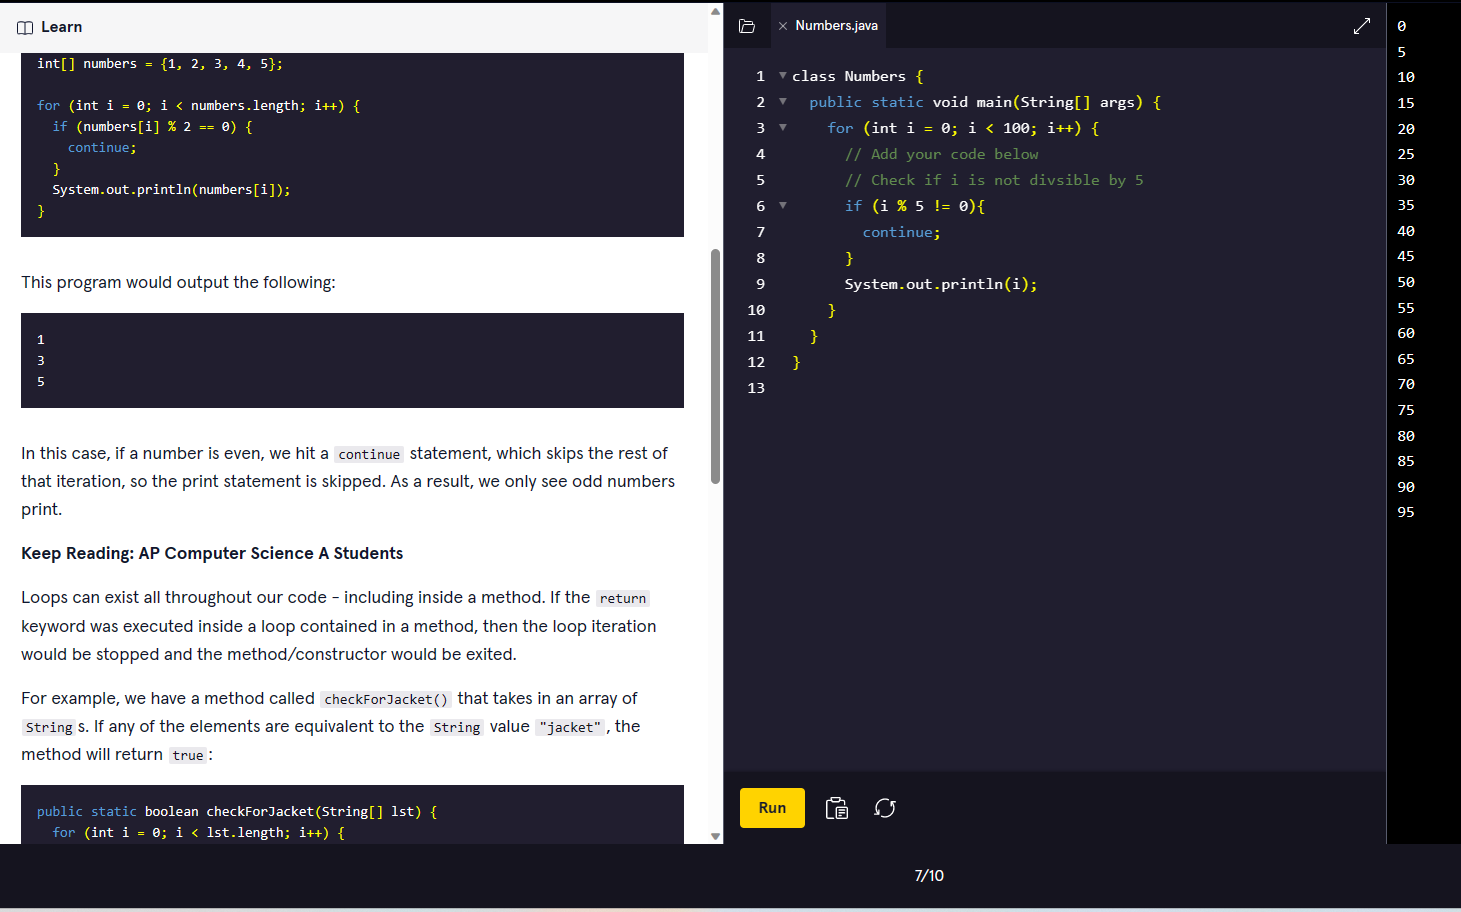 Learn
int[] numbers = {1, 2, 3, 4, 5};
for (int i = 0; i < numbers.length; i++) {
if (numbers[i] % 2 == 0) {
continue;
}
System.out.println(numbers[i]);
}
This program would output the following:
1
3
5
In this case, if a number is even, we hit a continue statement, which skips the rest of
that iteration, so the print statement is skipped. As a result, we only see odd numbers
print.
Keep Reading: AP Computer Science A Students
Loops can exist all throughout our code - including inside a method. If the return
keyword was executed inside a loop contained in a method, then the loop iteration
would be stopped and the method/constructor would be exited.
For example, we have a method called checkForJacket() that takes in an array of
String s. If any of the elements are equivalent to the String value "jacket", the
method will return true:
public static boolean checkForJacket(String[] lst) {
for (int i = 0; i < lst.length; i++) {
× Numbers.java
1 class Numbers {
2 public static void main(String[] args) {
3 for (int i = 0; i < 100; i++) {
4 // Add your code below
5 // Check if i is not divsible by 5
6 if (i % 5 != 0){
7 continue;
8 }
9 System.out.println(i);
10 }
11 }
12 }
13
Run
0
5
10
15
20
25
30
35
40
45
50
55
60
65
70
75
80
85
90
95
7/10